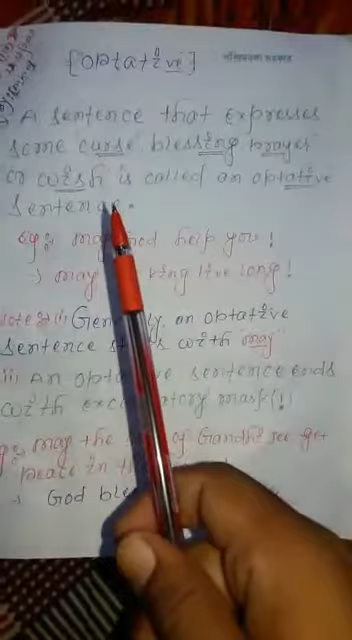 [Optative]
A sentence that expresses
some curse, blessing prayer
or wish is called an optative
sentence.
eg:- may God help you!
→ may king live long!
Note :- (i) Generally an optative
sentence starts with "may"
ii) An optative sentence ends
with exclamatory mark(!)
eg:- may the of Gandhi get
peace in
→ God